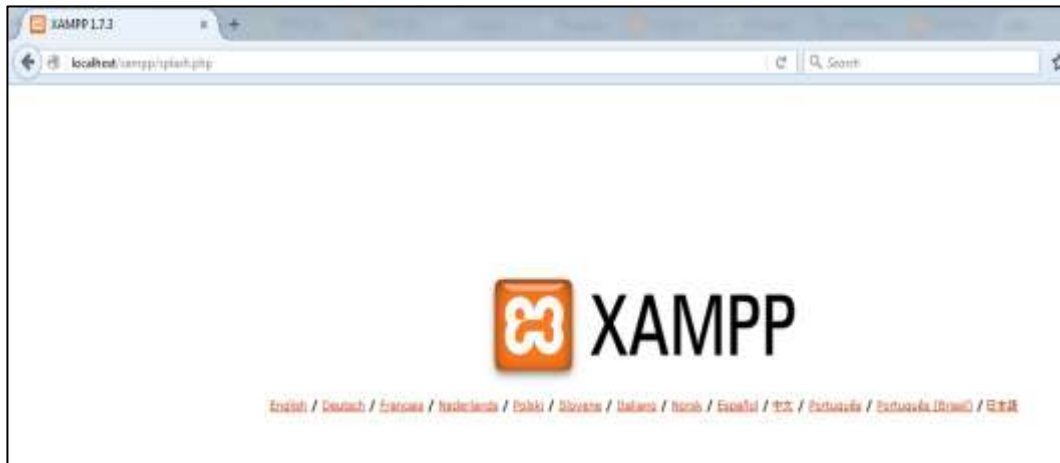 XAMPP 1.7.3
localhost/xampp/splash.php
Search
XAMPP
English / Deutsch / Francais / Nederlands / Polski / Slovene / Italiano / Norsk / Español / 中文 / Português / Português (Brasil) / 日本語